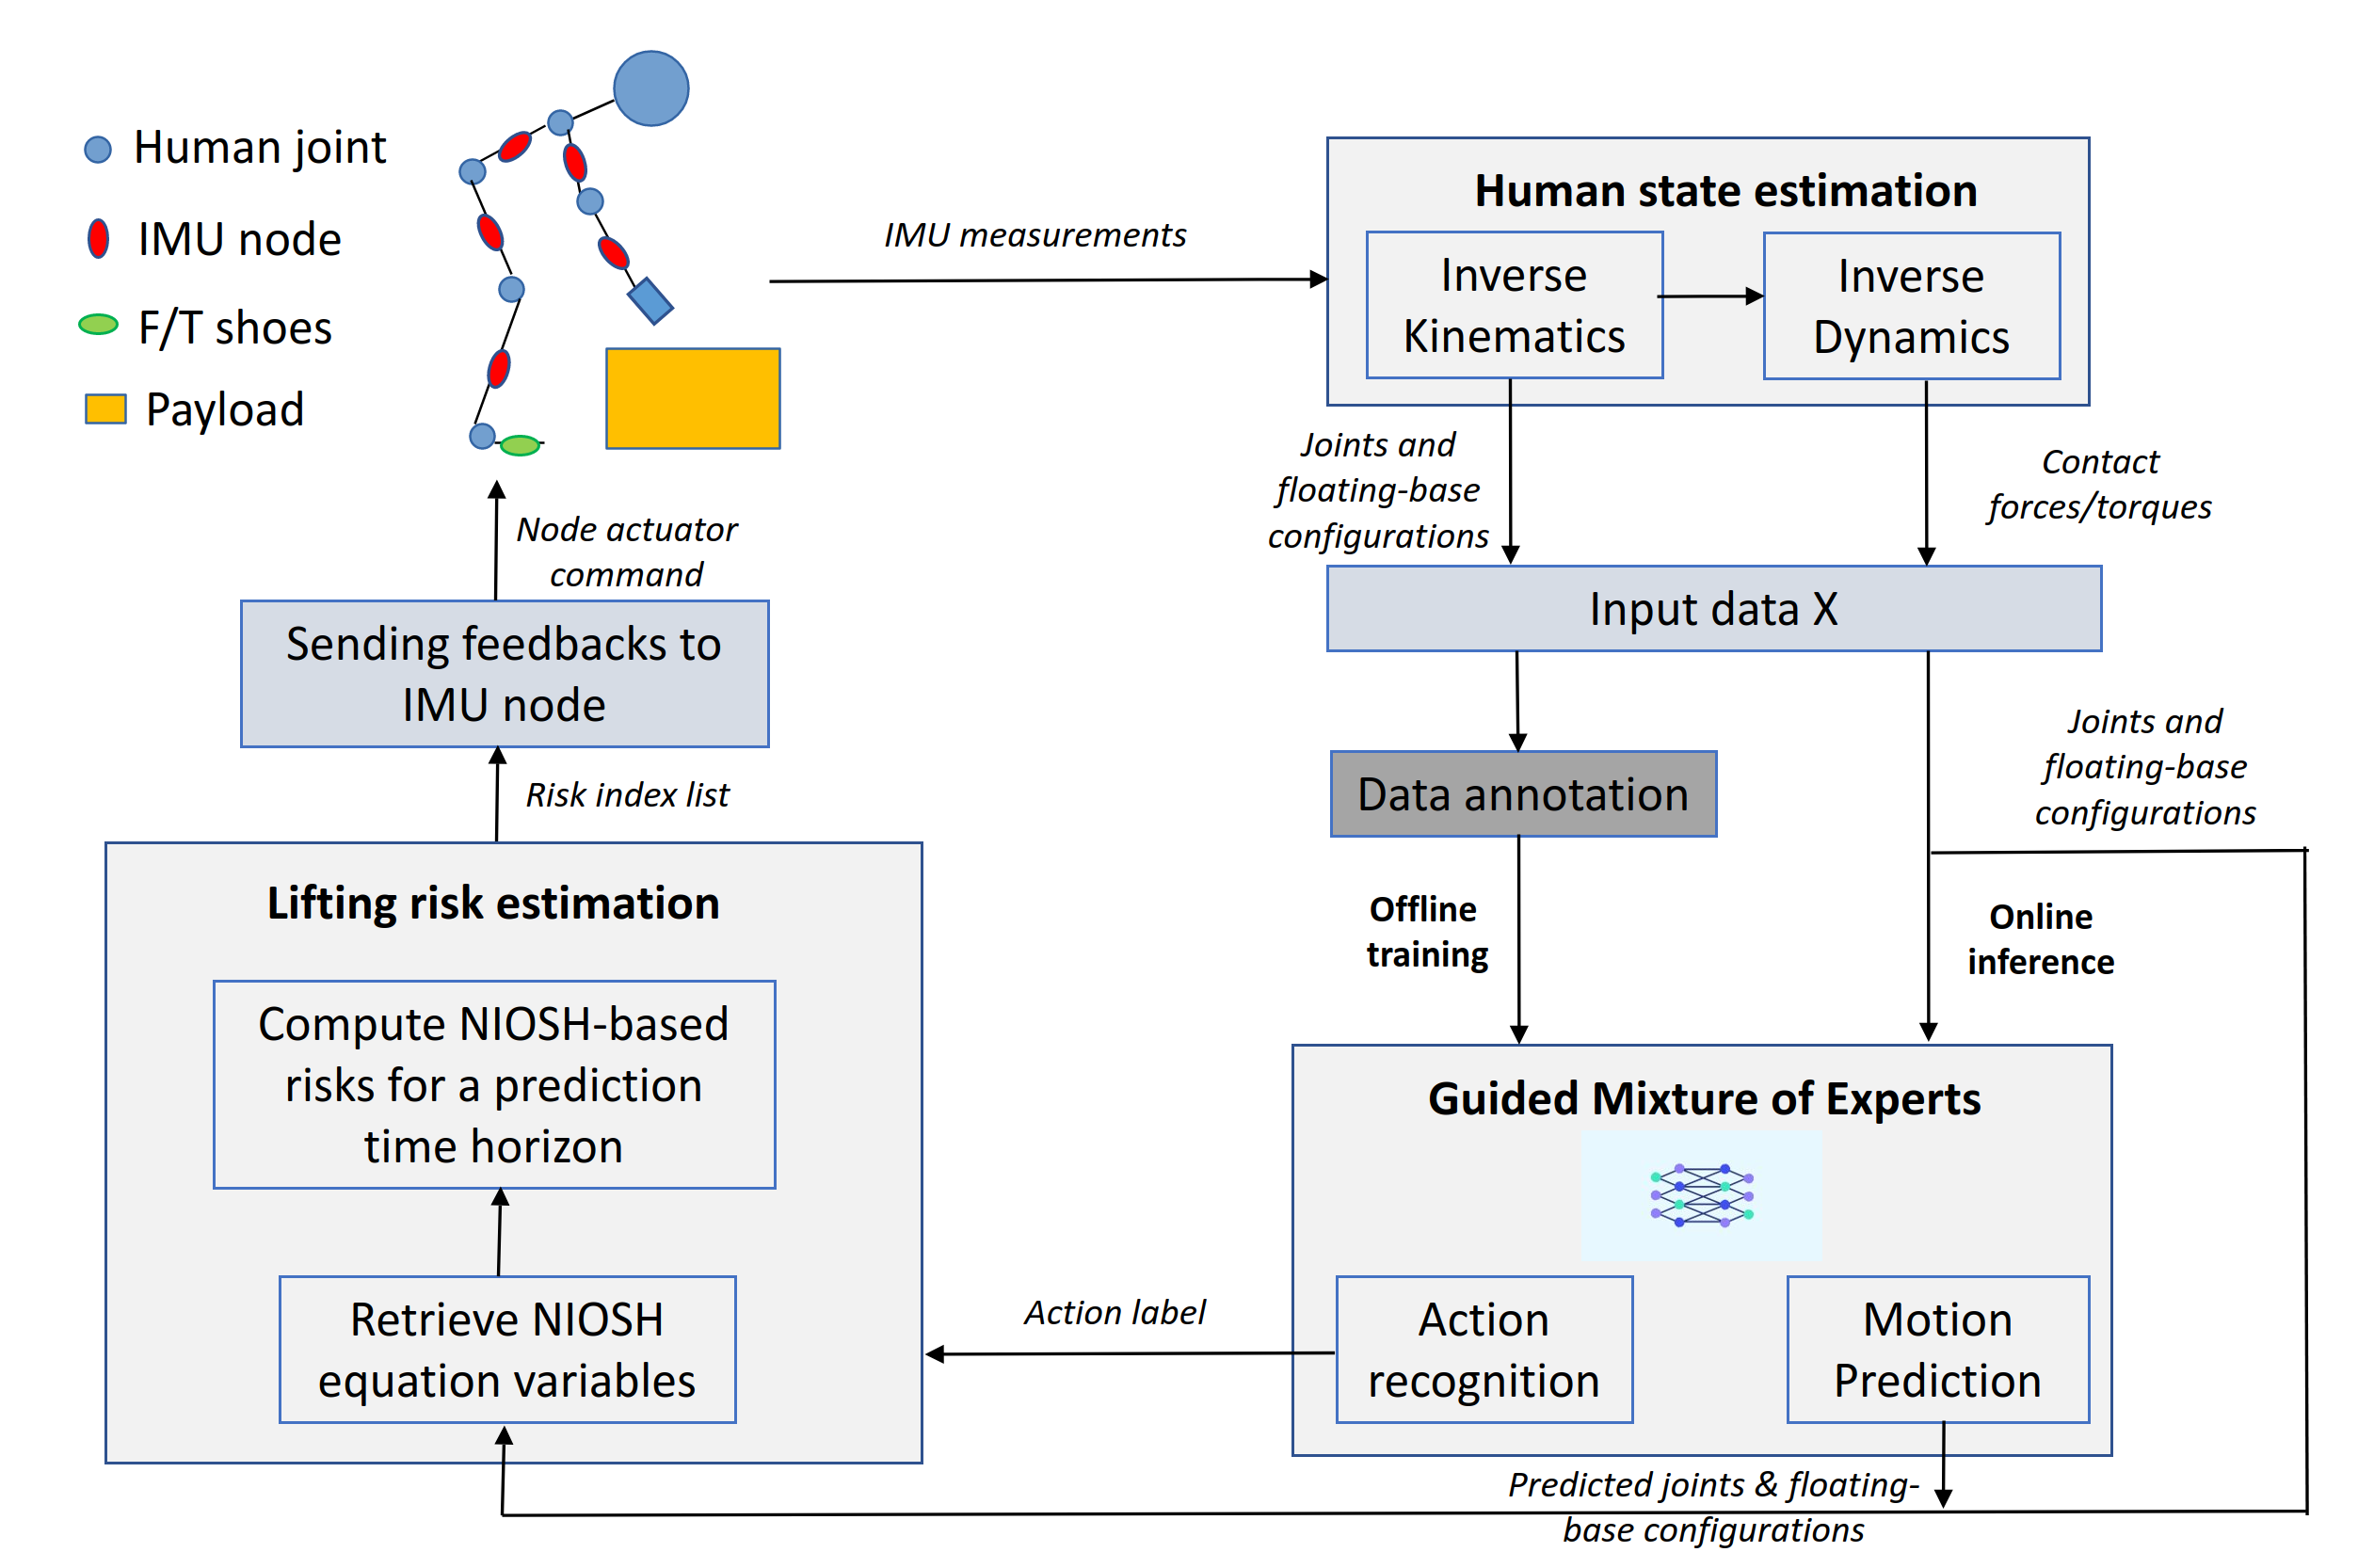 Human joint
IMU node
F/T shoes
Payload
IMU measurements
Human state estimation
Inverse
Kinematics
Inverse
Dynamics
Joints and
floating-base
configurations
Contact
forces/torques
Input data X
Node actuator
command
Sending feedbacks to
IMU node
Risk index list
Data annotation
Joints and
floating-base
configurations
Offline
training
Online
inference
Lifting risk estimation
Compute NIOSH-based
risks for a prediction
time horizon
Retrieve NIOSH
equation variables
Action label
Guided Mixture of Experts
Action
recognition
Motion
Prediction
Predicted joints & floating-
base configurations